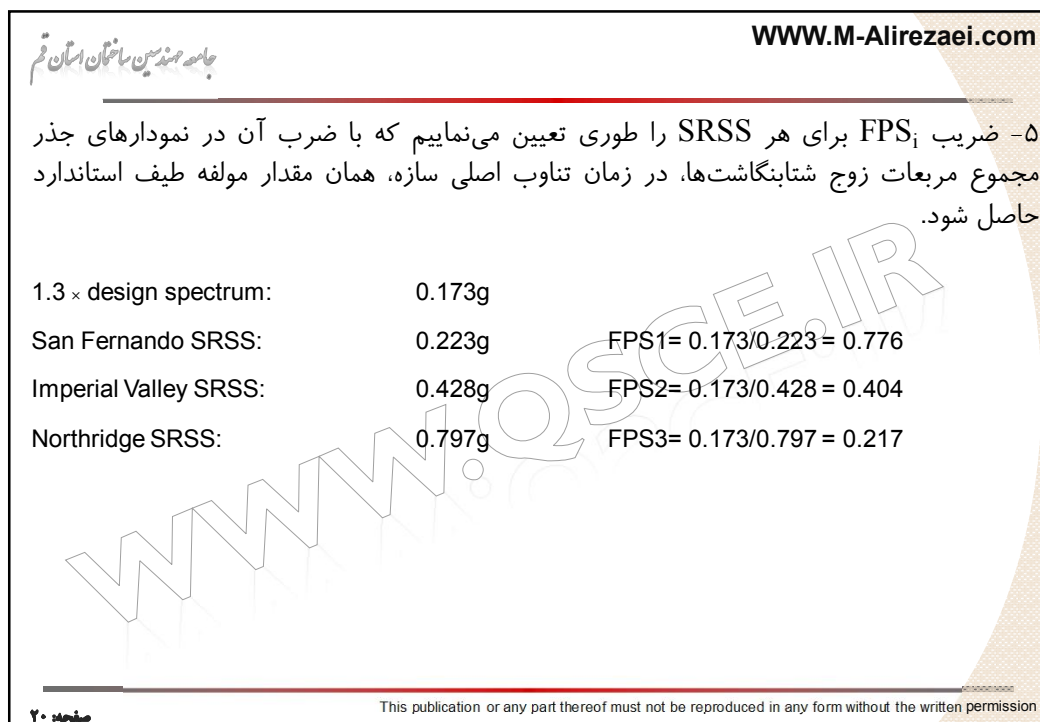 WWW.M-Alirezaei.com
جامعه مهندسین ساختمان استان قم
۵- ضریب FPSi برای هر SRSS را طوری تعیین می‌نماییم که با ضرب آن در نمودارهای جذر
مجموع مربعات زوج شتابنگاشت‌ها، در زمان تناوب اصلی سازه، همان مقدار مولفه طیف استاندارد
حاصل شود.
1.3 × design spectrum: 0.173g
San Fernando SRSS: 0.223g FPS1= 0.173/0.223 = 0.776
Imperial Valley SRSS: 0.428g FPS2= 0.173/0.428 = 0.404
Northridge SRSS: 0.797g FPS3= 0.173/0.797 = 0.217
WWW.QSCE.IR
This publication or any part thereof must not be reproduced in any form without the written permission
صفحه: ۲۰